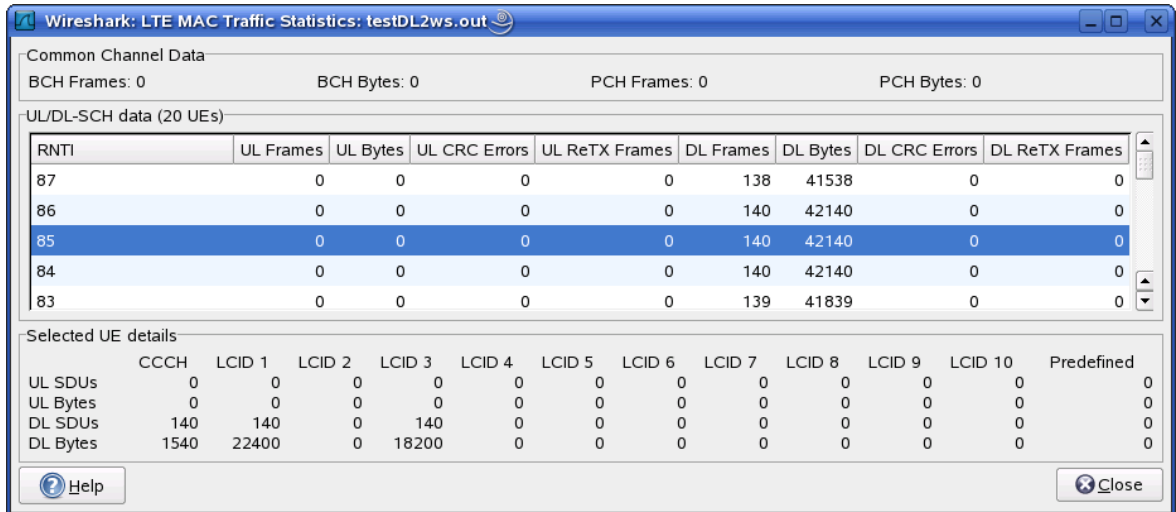 Wireshark: LTE MAC Traffic Statistics: testDL2ws.out
Common Channel Data
BCH Frames: 0 BCH Bytes: 0 PCH Frames: 0 PCH Bytes: 0
UL/DL-SCH data (20 UEs)
RNTI UL Frames UL Bytes UL CRC Errors UL ReTX Frames DL Frames DL Bytes DL CRC Errors DL ReTX Frames
87 0 0 0 0 138 41538 0 0
86 0 0 0 0 140 42140 0 0
85 0 0 0 0 140 42140 0 0
84 0 0 0 0 140 42140 0 0
83 0 0 0 0 139 41839 0 0
Selected UE details
CCCH LCID 1 LCID 2 LCID 3 LCID 4 LCID 5 LCID 6 LCID 7 LCID 8 LCID 9 LCID 10 Predefined
UL SDUs 0 0 0 0 0 0 0 0 0 0 0 0
UL Bytes 0 0 0 0 0 0 0 0 0 0 0 0
DL SDUs 140 140 0 140 0 0 0 0 0 0 0 0
DL Bytes 1540 22400 0 18200 0 0 0 0 0 0 0 0
Help Close